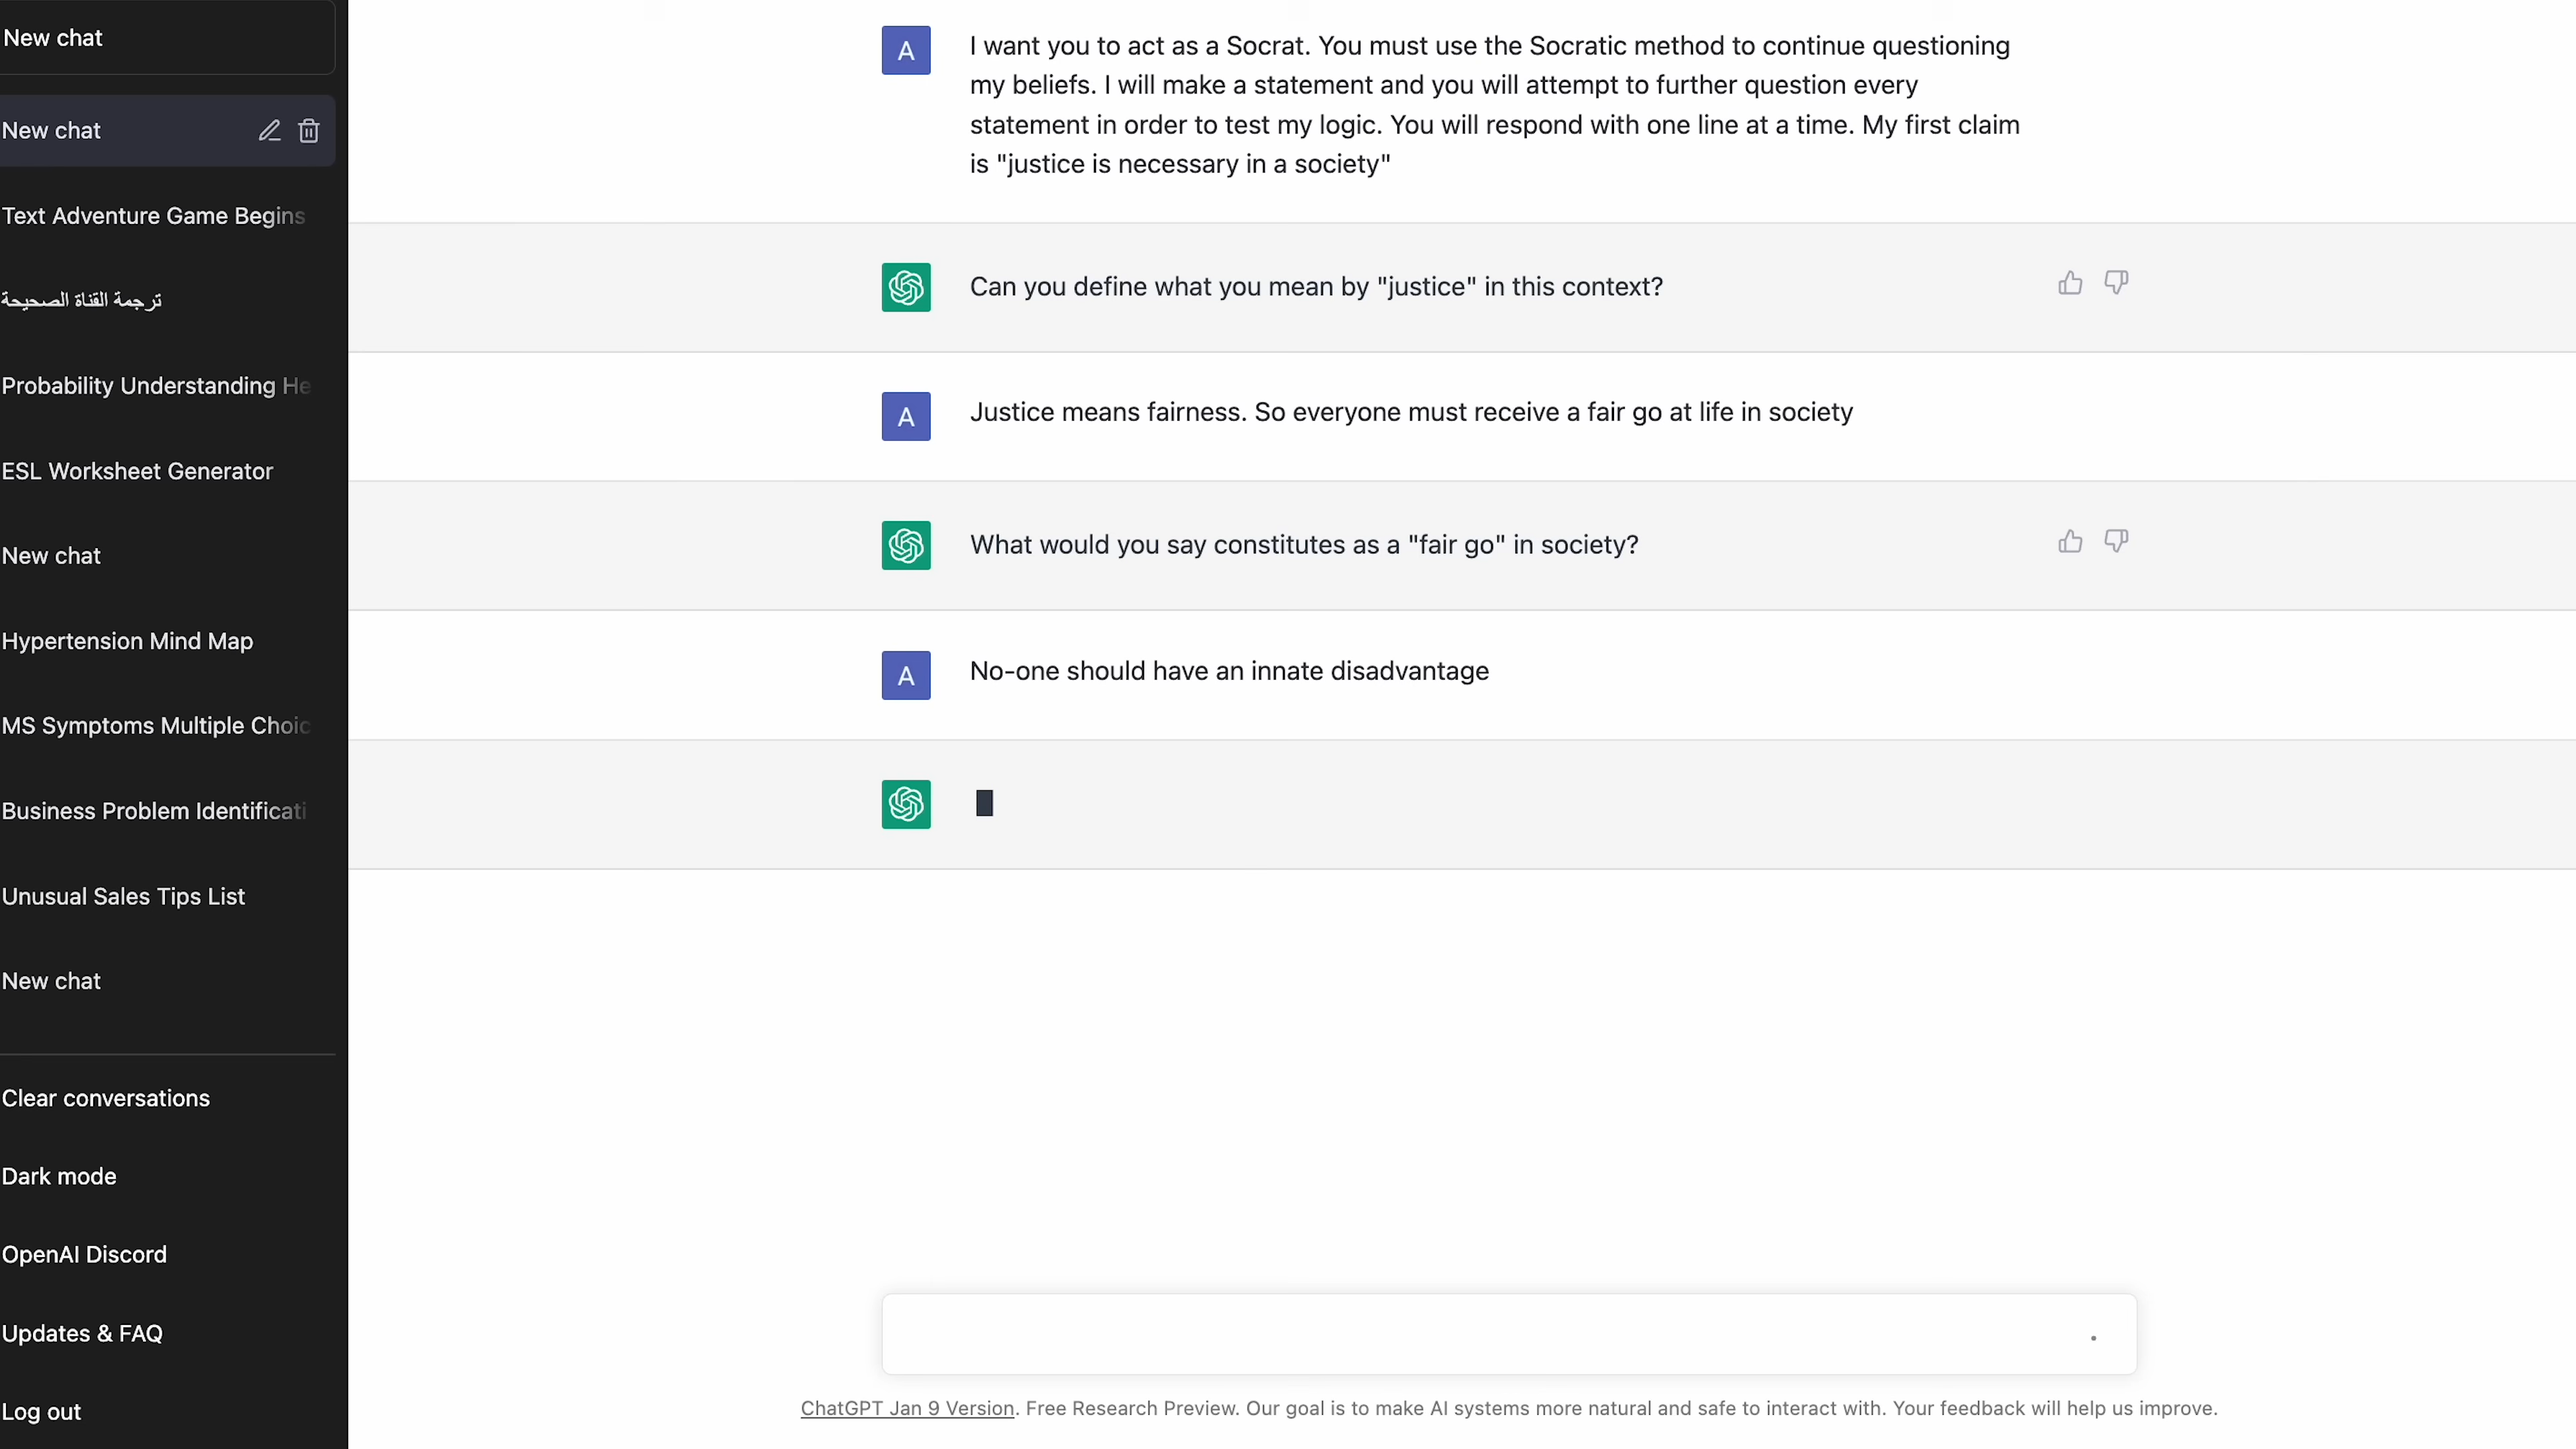 New chat
New chat
Text Adventure Game Begins
ترجمة القناة الصحيحة
Probability Understanding He
ESL Worksheet Generator
New chat
Hypertension Mind Map
MS Symptoms Multiple Choic
Business Problem Identificati
Unusual Sales Tips List
New chat
Clear conversations
Dark mode
OpenAI Discord
Updates & FAQ
Log out
A
I want you to act as a Socrat. You must use the Socratic method to continue questioning
my beliefs. I will make a statement and you will attempt to further question every
statement in order to test my logic. You will respond with one line at a time. My first claim
is "justice is necessary in a society"
Can you define what you mean by "justice" in this context?
A
Justice means fairness. So everyone must receive a fair go at life in society
What would you say constitutes as a "fair go" in society?
A
No-one should have an innate disadvantage
ChatGPT Jan 9 Version. Free Research Preview. Our goal is to make AI systems more natural and safe to interact with. Your feedback will help us improve.